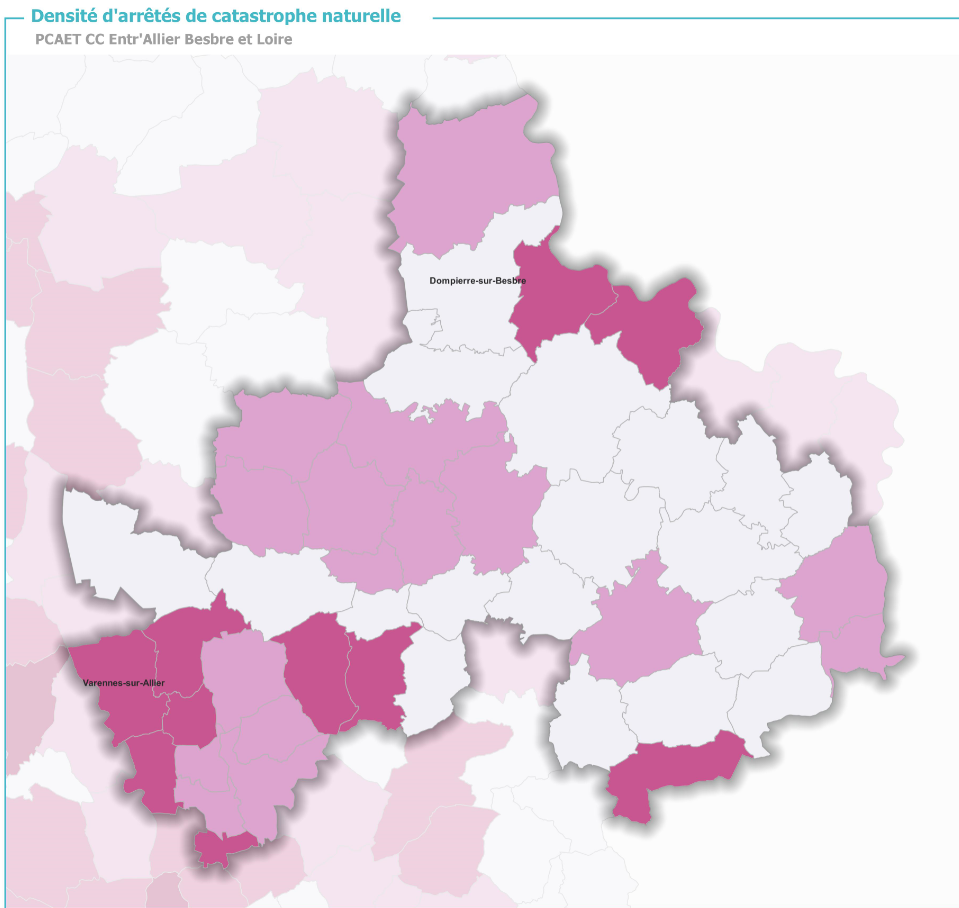 Densité d'arrêtés de catastrophe naturelle
PCAET CC Entr'Allier Besbre et Loire
Dompierre-sur-Besbre
Varennes-sur-Allier